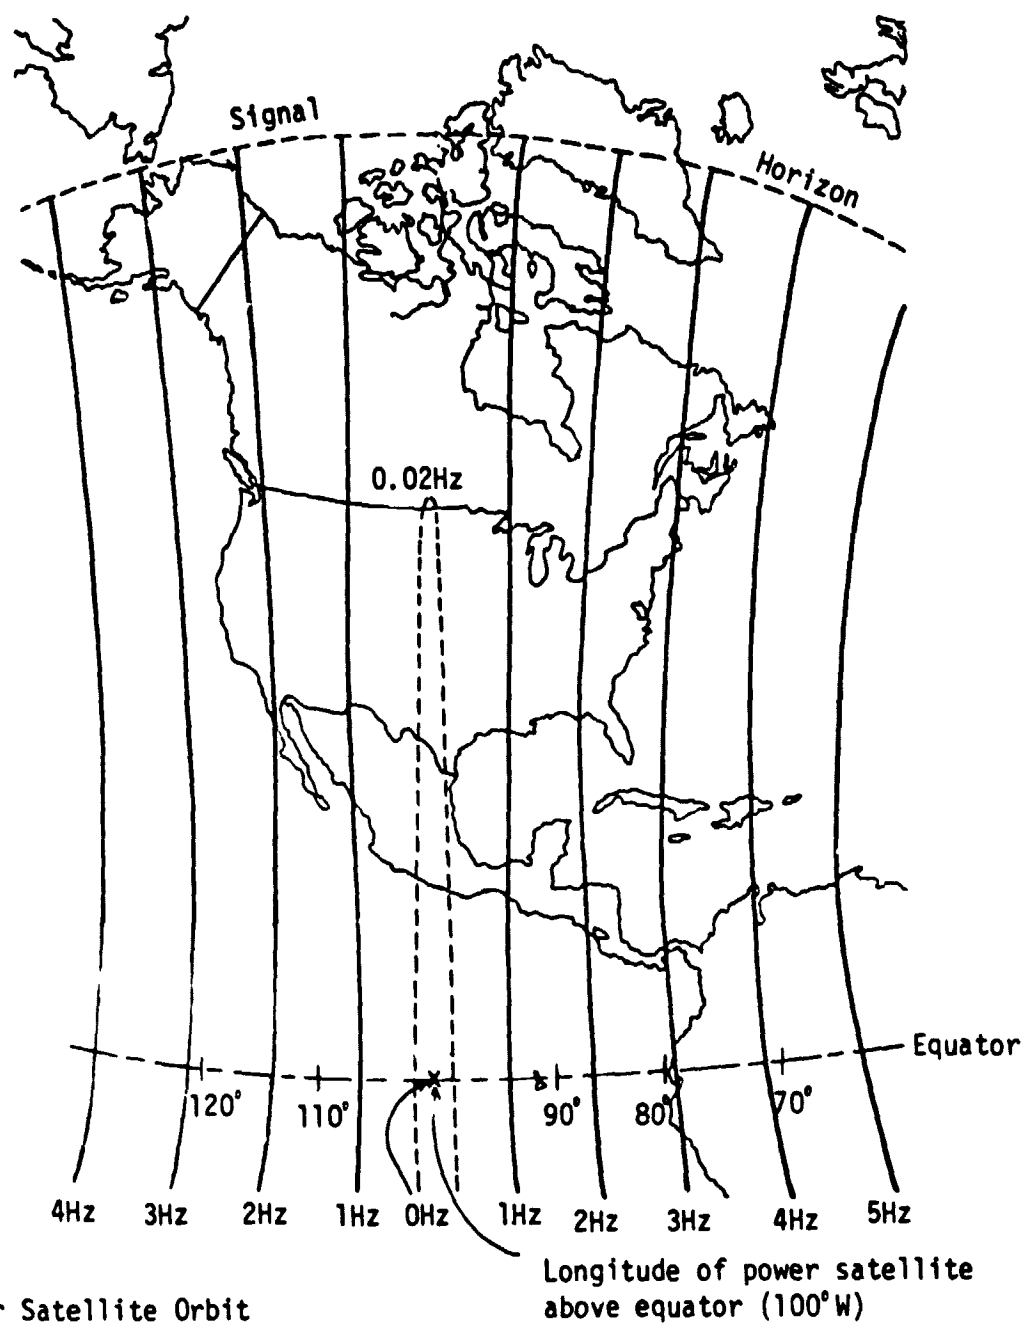 Signal
Horizon
0.02Hz
Equator
120° 110° 90° 80° 70°
4Hz 3Hz 2Hz 1Hz 0Hz 1Hz 2Hz 3Hz 4Hz 5Hz
Longitude of power satellite
above equator (100°W)
Satellite Orbit